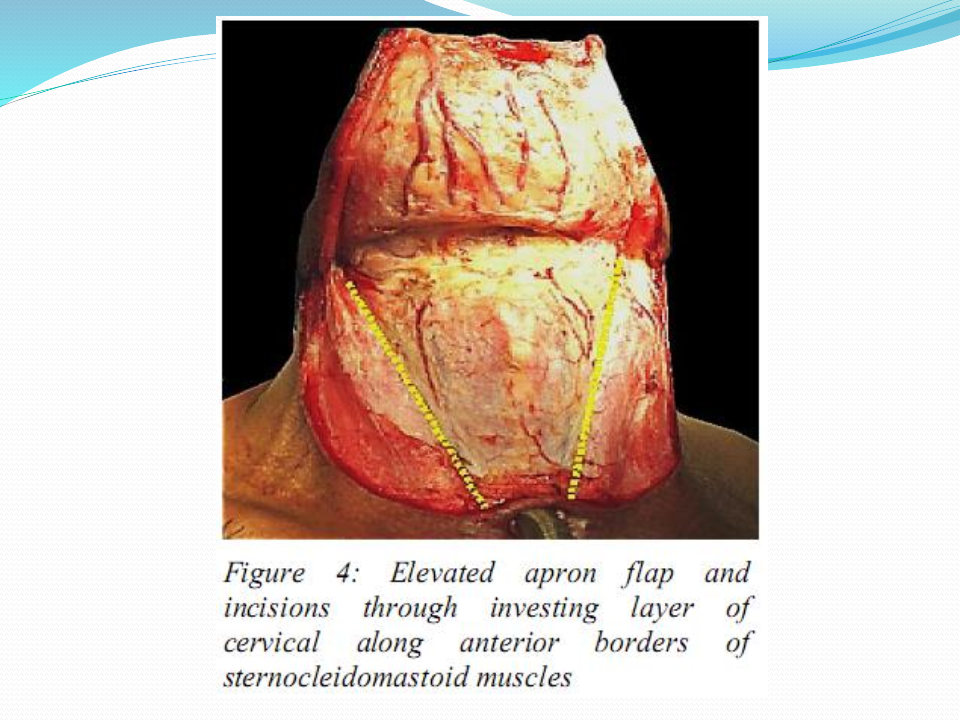 Figure 4: Elevated apron flap and
incisions through investing layer of
cervical along anterior borders of
sternocleidomastoid muscles